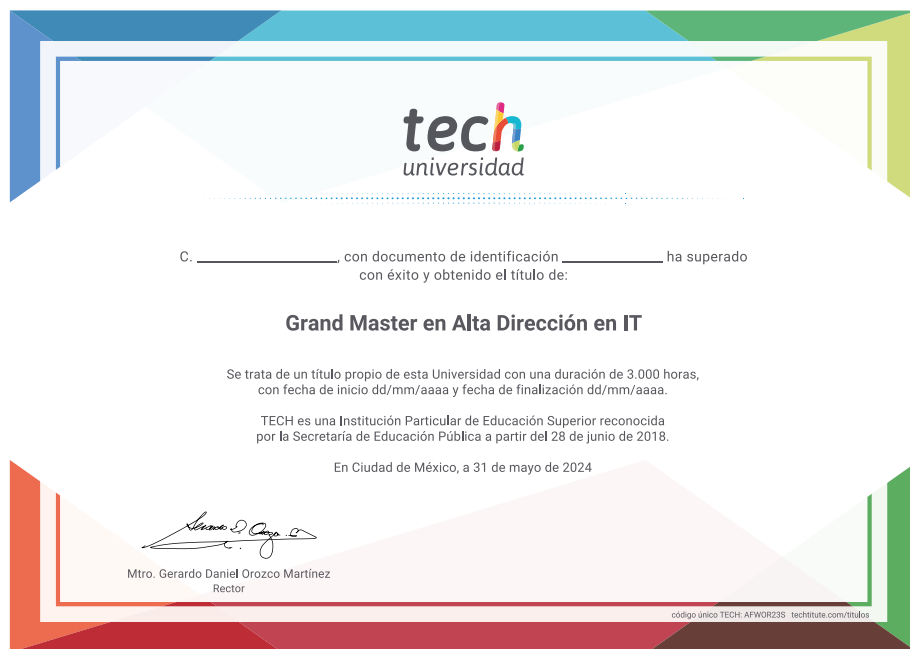 tech
universidad
C. ____________________, con documento de identificación ______________ ha superado
con éxito y obtenido el título de:
Grand Master en Alta Dirección en IT
Se trata de un título propio de esta Universidad con una duración de 3.000 horas,
con fecha de inicio dd/mm/aaaa y fecha de finalización dd/mm/aaaa.
TECH es una Institución Particular de Educación Superior reconocida
por la Secretaría de Educación Pública a partir del 28 de junio de 2018.
En Ciudad de México, a 31 de mayo de 2024
Mtro. Gerardo Daniel Orozco Martínez
Rector
código único TECH: AFWOR23S techtitute.com/titulos